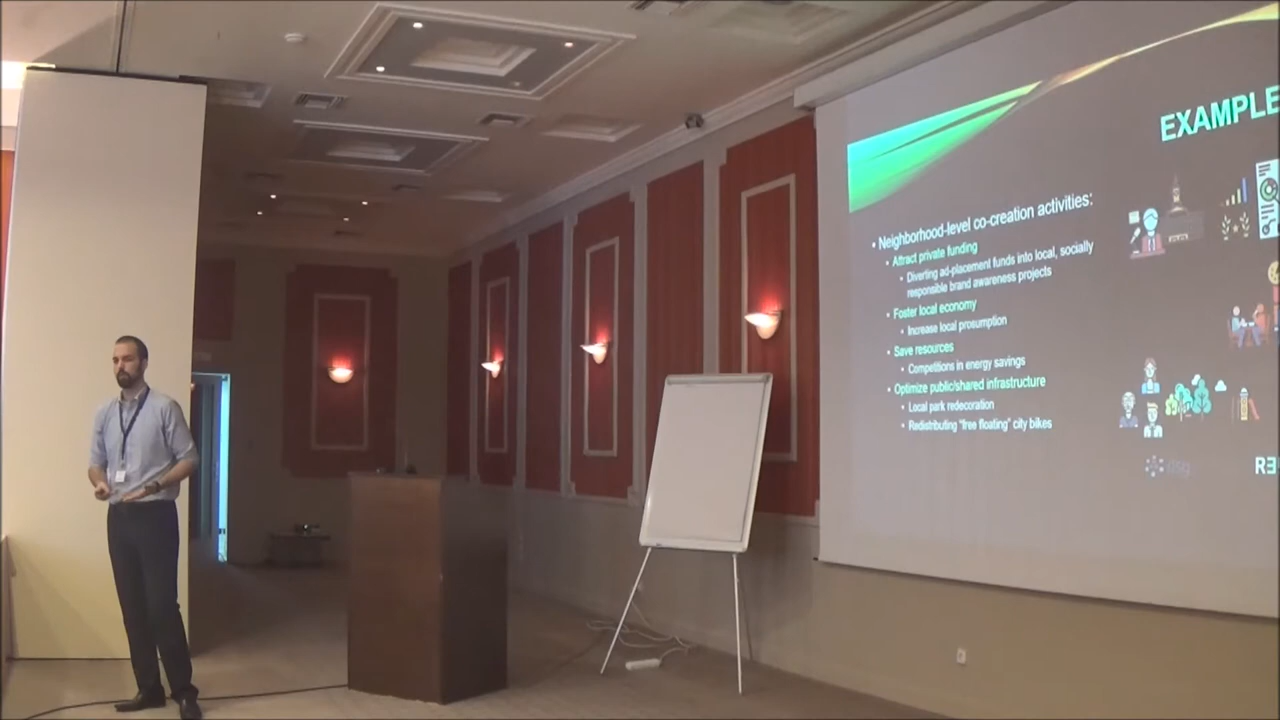 EXAMPLE
• Neighborhood-level co-creation activities:
• Attract private funding
• Diverting ad-placement funds into local, socially
responsible brand awareness projects
• Foster local economy
• Increase local prosumption
• Save resources
• Competitions in energy savings
• Optimize public/shared infrastructure
• Local park redecoration
• Redistributing "free floating" city bikes
dsg